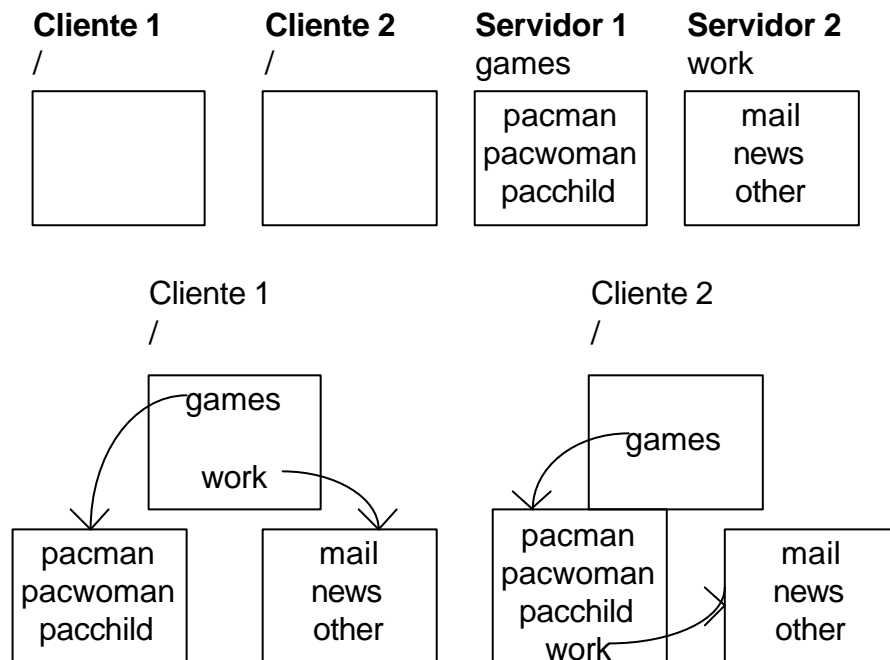 Cliente 1 Cliente 2 Servidor 1 Servidor 2
/ / games work
pacman mail
pacwoman news
pacchild other
Cliente 1 Cliente 2
/ /
games
games
work
pacman mail
pacwoman news
pacchild other
pacman mail
pacwoman news
pacchild other
work